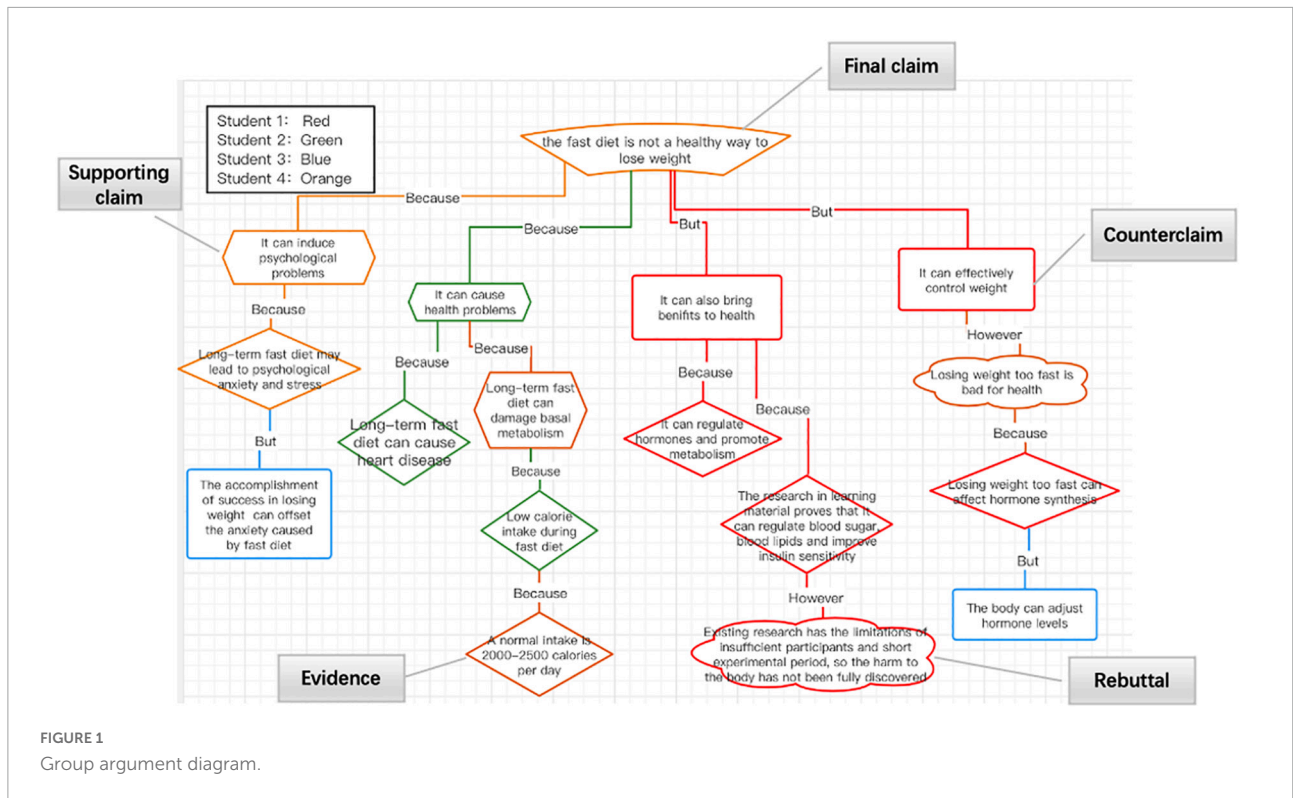 Final claim
Student 1: Red
Student 2: Green
Student 3: Blue
Student 4: Orange
the fast diet is not a healthy way to
lose weight
Supporting
claim
Because
Because
But
But
Counterclaim
It can induce
psychological
problems
It can cause
health problems
It can also bring
benifits to health
It can effectively
control weight
Because
Because
Because
Because
Because
However
Long-term fast diet may
lead to psychological
anxiety and stress
Long-term fast
diet can cause
heart disease
Long-term fast
diet can
damage basal
metabolism
It can regulate
hormones and promote
metabolism
Losing weight too fast is
bad for health
But
Because
Because
The accomplishment
of success in losing
weight can offset
the anxiety caused
by fast diet
Low calorie
intake during
fast diet
The research in learning
material proves that it
can regulate blood sugar,
blood lipids and improve
insulin sensitivity
Losing weight too fast can
affect hormone synthesis
Because
However
But
A normal intake is
2000-2500 calories
per day
Existing research has the limitations of
insufficient participants and short
experimental period, so the harm to
the body has not been fully discovered
The body can adjust
hormone levels
Evidence
Rebuttal
FIGURE 1
Group argument diagram.